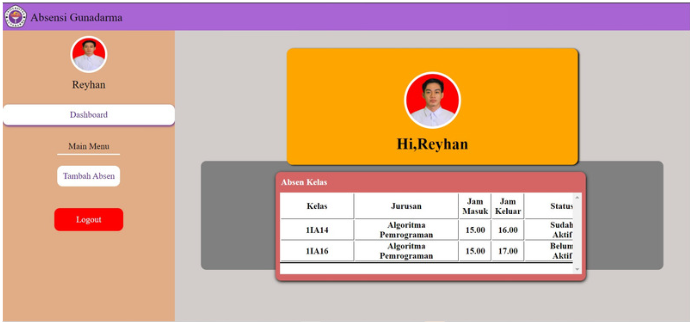 Absensi Gunadarma
Reyhan
Dashboard
Main Menu
Tambah Absen
Logout
Hi,Reyhan
Absen Kelas
Kelas Jurusan Jam Masuk Jam Keluar Status
1IA14 Algoritma Pemrograman 15.00 16.00 Sudah Aktif
1IA16 Algoritma Pemrograman 15.00 17.00 Belum Aktif